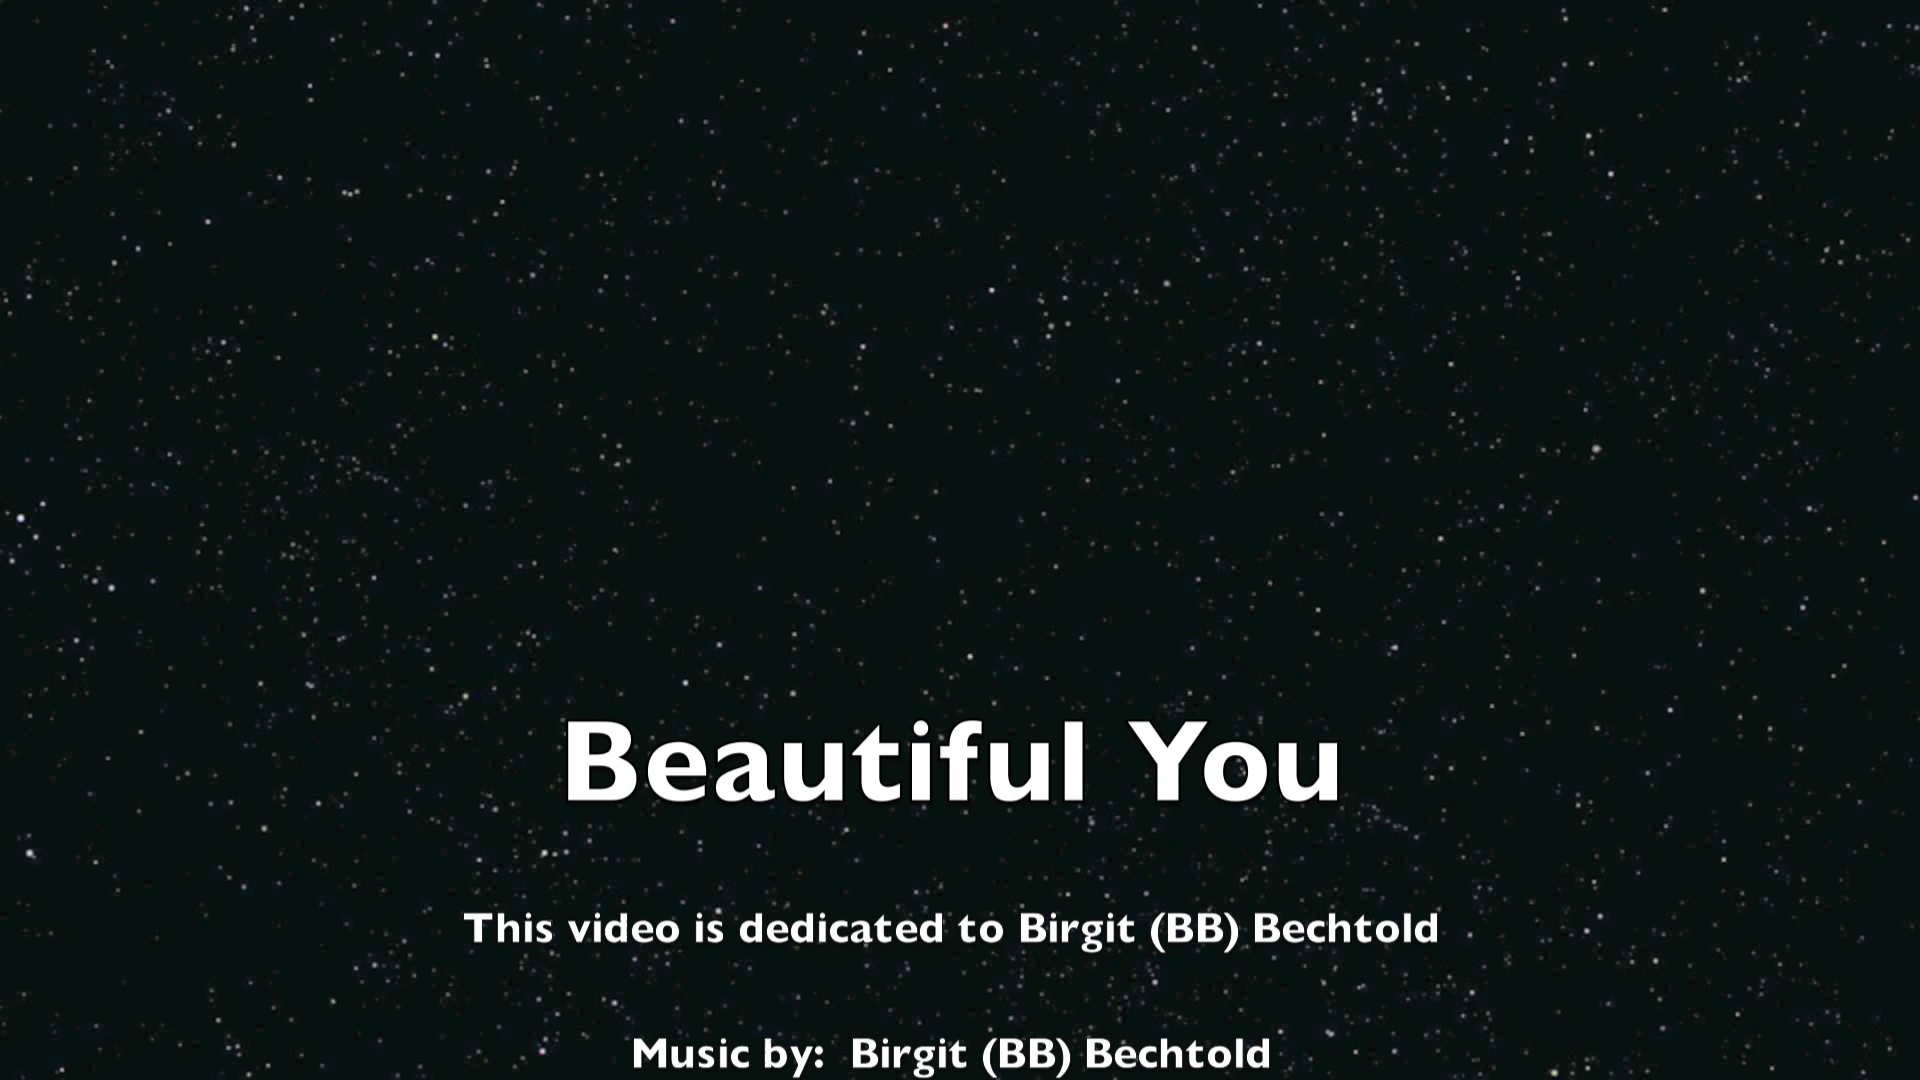 Beautiful You
This video is dedicated to Birgit (BB) Bechtold
Music by:  Birgit (BB) Bechtold